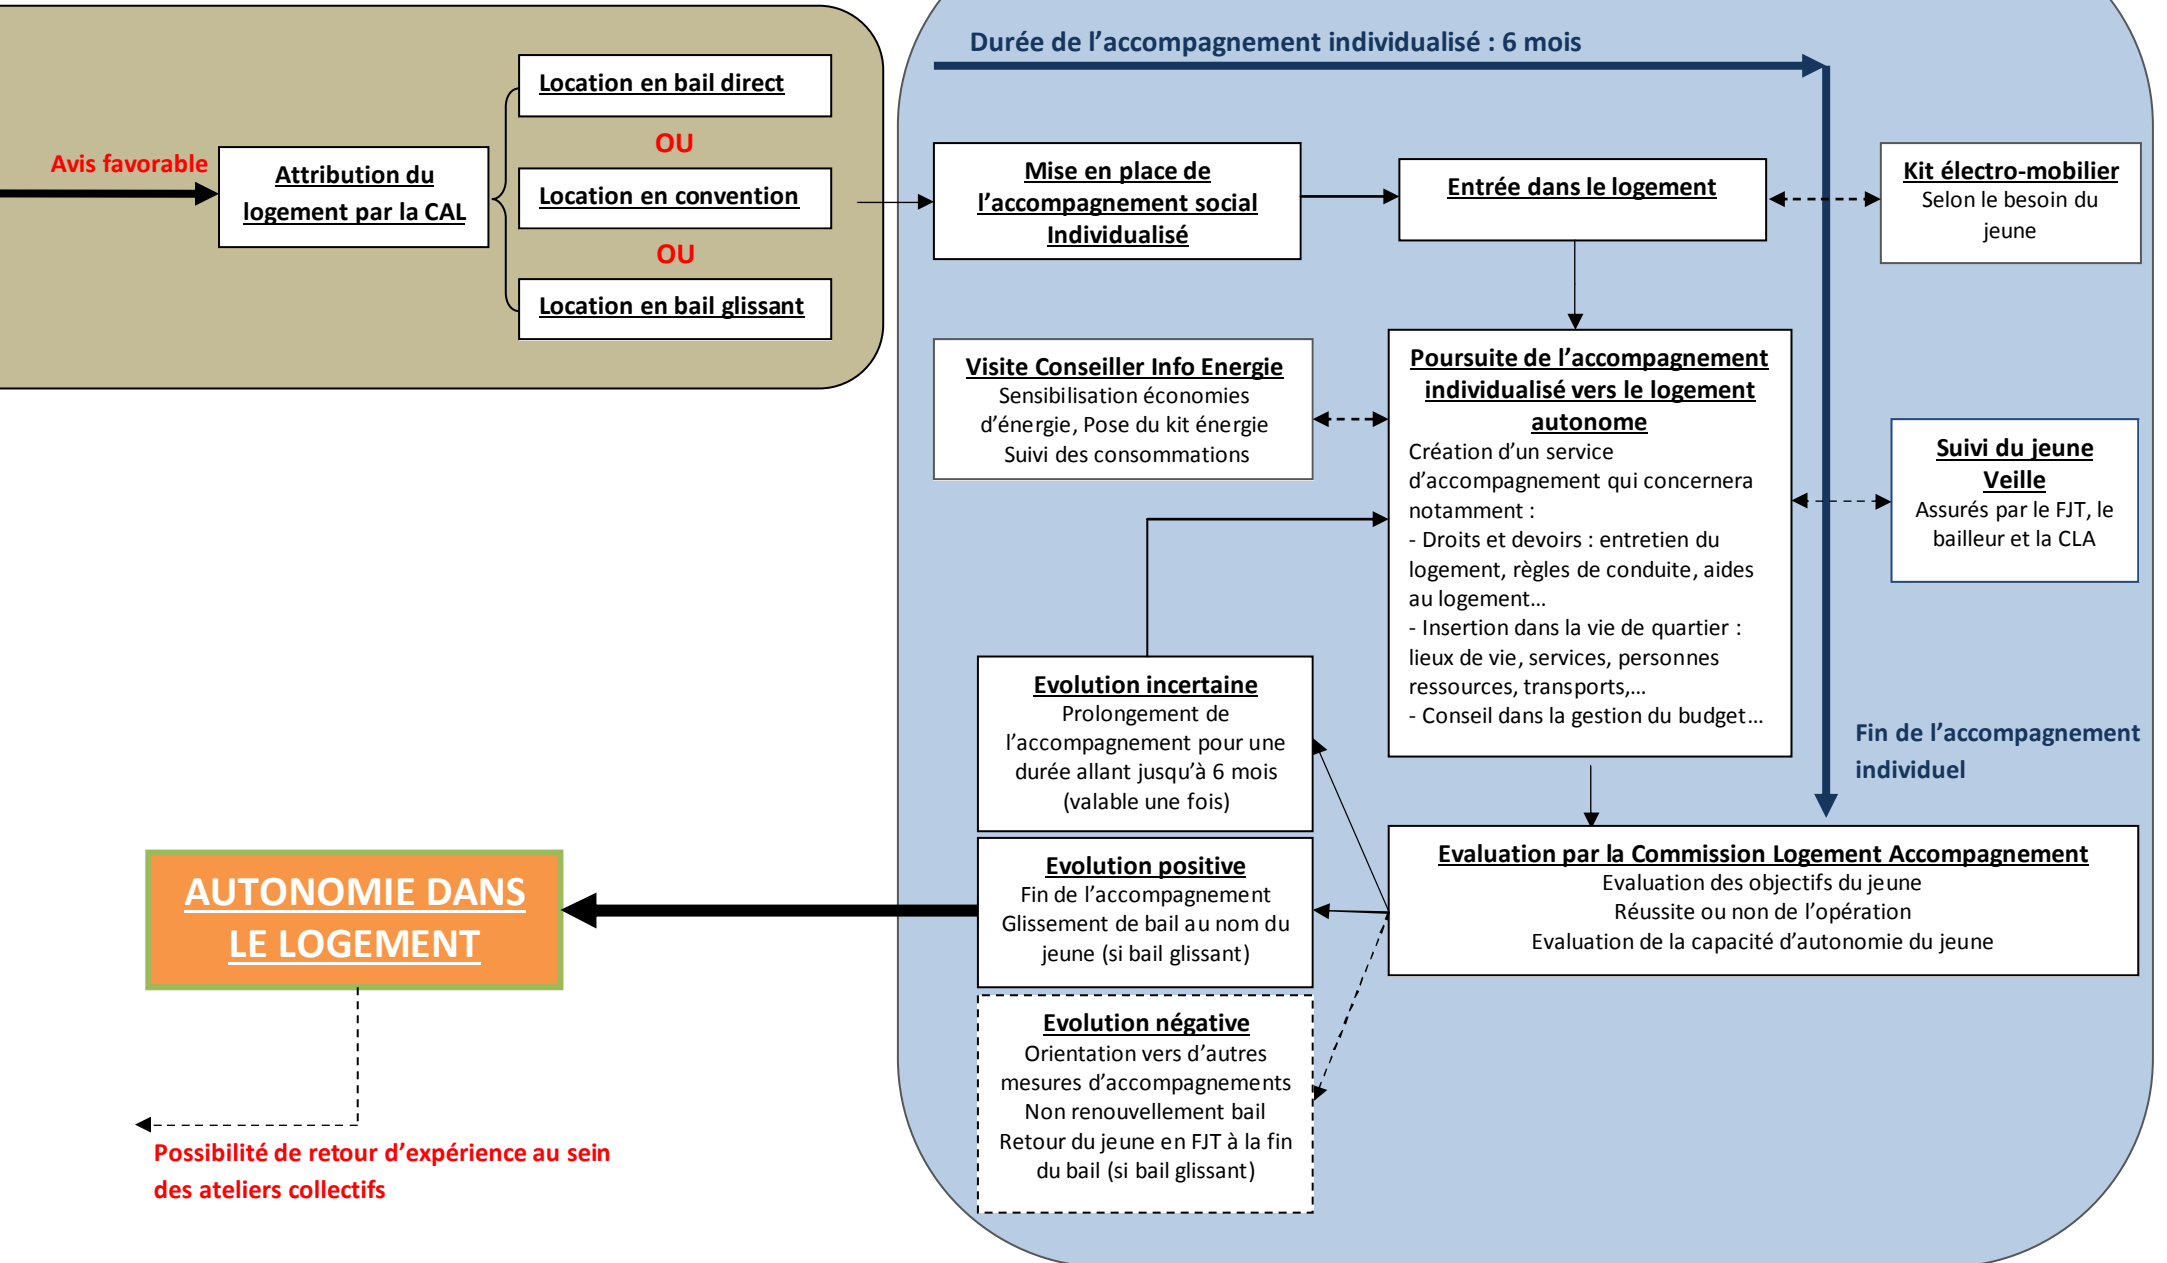 Avis favorable
Attribution du
logement par la CAL
Location en bail direct
OU
Location en convention
OU
Location en bail glissant
Durée de l’accompagnement individualisé : 6 mois
Mise en place de
l’accompagnement social
Individualisé
Entrée dans le logement
Kit électro-mobilier
Selon le besoin du
jeune
Visite Conseiller Info Energie
Sensibilisation économies
d’énergie, Pose du kit énergie
Suivi des consommations
Poursuite de l’accompagnement
individualisé vers le logement
autonome
Création d’un service
d’accompagnement qui concernera
notamment :
- Droits et devoirs : entretien du
logement, règles de conduite, aides
au logement…
- Insertion dans la vie de quartier :
lieux de vie, services, personnes
ressources, transports,…
- Conseil dans la gestion du budget…
Suivi du jeune
Veille
Assurés par le FJT, le
bailleur et la CLA
Fin de l’accompagnement
individuel
Evolution incertaine
Prolongement de
l’accompagnement pour une
durée allant jusqu’à 6 mois
(valable une fois)
Evaluation par la Commission Logement Accompagnement
Evaluation des objectifs du jeune
Réussite ou non de l’opération
Evaluation de la capacité d’autonomie du jeune
Evolution positive
Fin de l’accompagnement
Glissement de bail au nom du
jeune (si bail glissant)
Evolution négative
Orientation vers d’autres
mesures d’accompagnements
Non renouvellement bail
Retour du jeune en FJT à la fin
du bail (si bail glissant)
AUTONOMIE DANS
LE LOGEMENT
Possibilité de retour d’expérience au sein
des ateliers collectifs